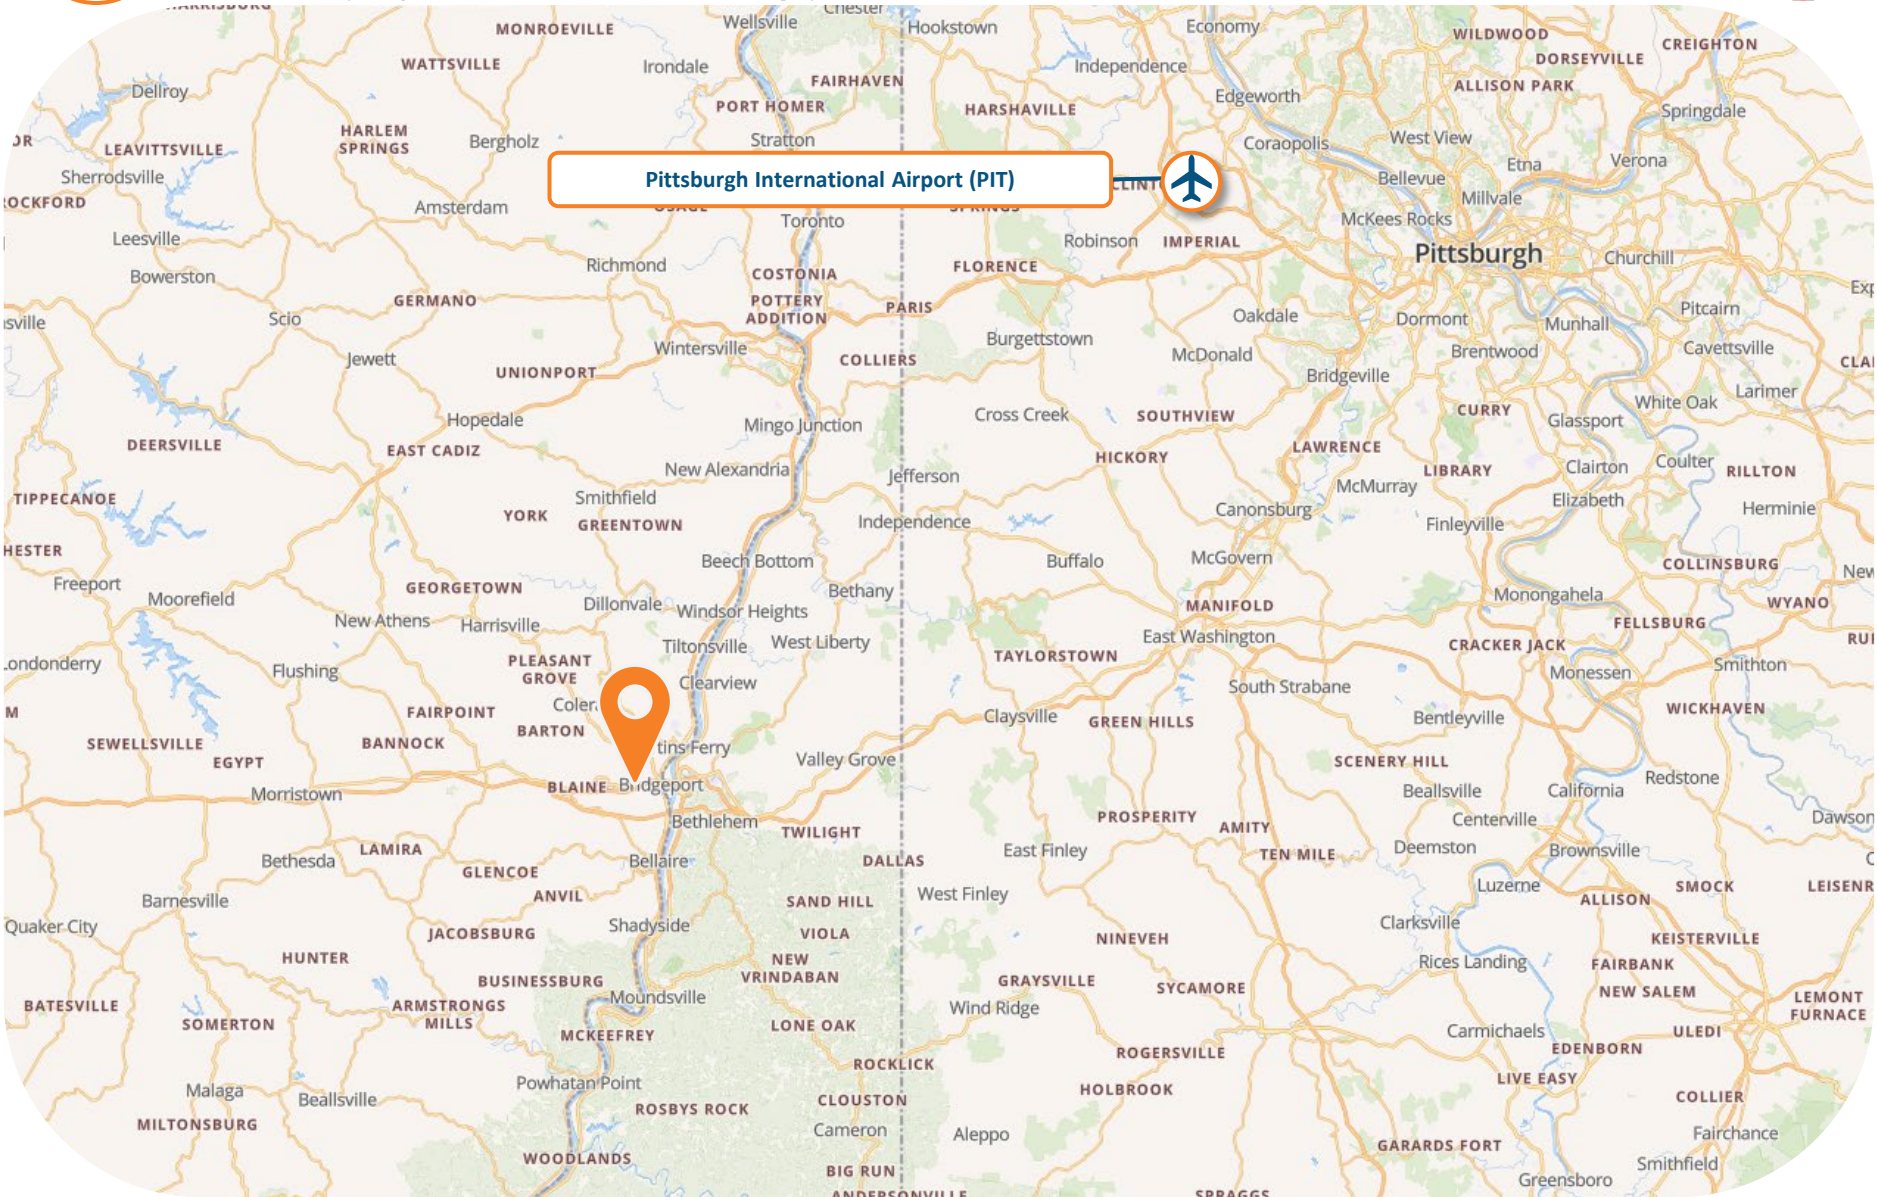 Wellsville
Chester
Hookstown
Economy
WILDWOOD
CREIGHTON
MONROEVILLE
DORSEYVILLE
WATTSVILLE
Irondale
FAIRHAVEN
Independence
ALLISON PARK
Dellroy
PORT HOMER
HARSHAVILLE
Edgeworth
Springdale
HARLEM
SPRINGS
Bergholz
Stratton
Coraopolis
West View
LEAVITTSVILLE
Etna
Verona
Sherrodsville
Pittsburgh International Airport (PIT)
Bellevue
Millvale
Amsterdam
Toronto
McKees Rocks
Leesville
Robinson
IMPERIAL
Pittsburgh
Churchill
Bowerston
Richmond
COSTONIA
FLORENCE
GERMANO
POTTERY
ADDITION
PARIS
Scio
Oakdale
Dormont
Munhall
Pitcairn
Jewett
Wintersville
COLLIERS
Burgettstown
McDonald
Brentwood
Cavettsville
UNIONPORT
Bridgeville
Larimer
Hopedale
Mingo Junction
Cross Creek
SOUTHVIEW
CURRY
Glassport
White Oak
DEERSVILLE
EAST CADIZ
HICKORY
LAWRENCE
New Alexandria
Jefferson
LIBRARY
Clairton
Coulter
RILLTON
TIPPECANOE
Smithfield
McMurray
Elizabeth
YORK
GREENTOWN
Independence
Canonsburg
Finleyville
Herminie
Beech Bottom
Buffalo
McGovern
COLLINSBURG
Freeport
Moorefield
GEORGETOWN
Dillonvale
Windsor Heights
Bethany
MANIFOLD
Monongahela
WYANO
New Athens
Harrisville
East Washington
FELLSBURG
Tiltonsville
West Liberty
CRACKER JACK
Flushing
PLEASANT
GROVE
TAYLORSTOWN
Monessen
Smithton
Clearview
South Strabane
FAIRPOINT
Claysville
GREEN HILLS
Bentleyville
WICKHAVEN
SEWELLSVILLE
BANNOCK
BARTON
EGYPT
Valley Grove
SCENERY HILL
Redstone
Morristown
BLAINE
Bridgeport
Beallsville
California
Bethlehem
TWILIGHT
PROSPERITY
AMITY
Centerville
Bethesda
LAMIRA
Bellaire
DALLAS
East Finley
TEN MILE
Deemston
Brownsville
GLENCOE
Luzerne
SMOCK
Barnesville
ANVIL
SAND HILL
West Finley
ALLISON
Quaker City
JACOBSBURG
Shadyside
VIOLA
NINEVEH
Clarksville
KEISTERVILLE
HUNTER
NEW
VRINDABAN
Rices Landing
FAIRBANK
BUSINESSBURG
GRAYSVILLE
SYCAMORE
NEW SALEM
BATESVILLE
ARMSTRONGS
MILLS
Moundsville
Wind Ridge
LEMONT
FURNACE
SOMERTON
MCKEEFREY
LONE OAK
Carmichaels
ULEDI
ROCKLICK
ROGERSVILLE
EDENBORN
Malaga
Beallsville
Powhatan Point
HOLBROOK
LIVE EASY
COLLIER
ROSBYS ROCK
CLOUSTON
MILTONSBURG
Cameron
Aleppo
GARARDS FORT
Fairchance
WOODLANDS
BIG RUN
Smithfield
Greensboro
ANDERSONVILLE
SPRAGGS